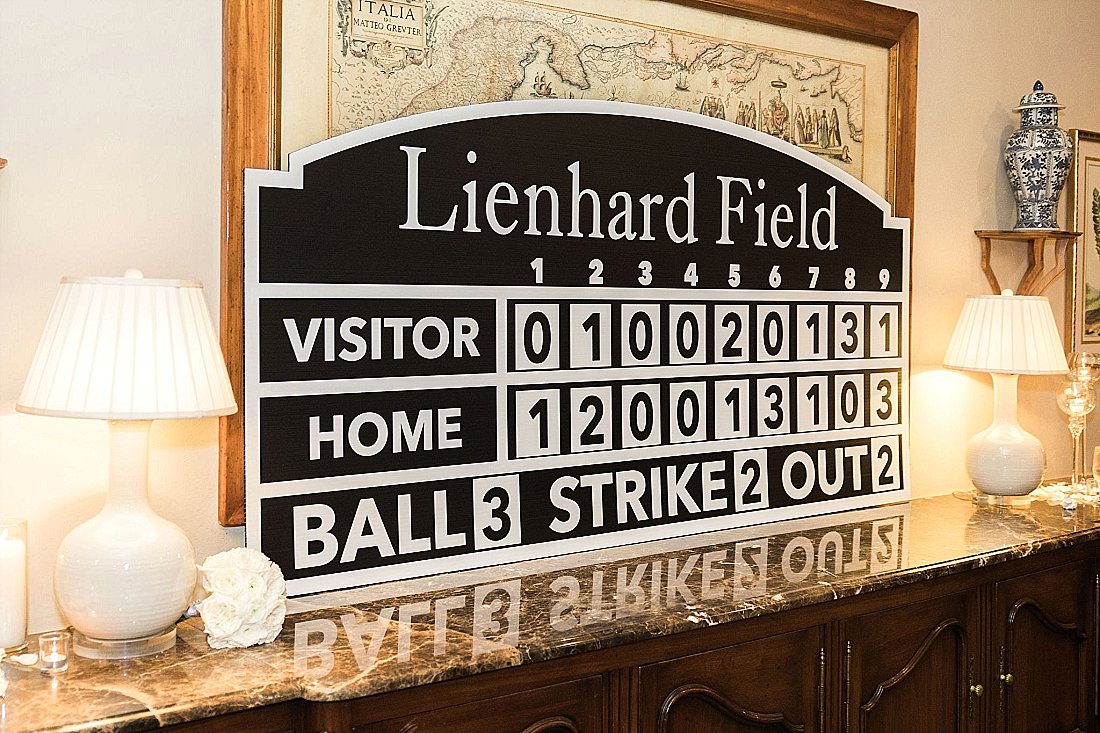 ITALIA
DI
MATTEO GREVTER
Lienhard Field
1 2 3 4 5 6 7 8 9
VISITOR 0 1 0 0 2 0 1 3 1
HOME 1 2 0 0 1 3 1 0 3
BALL 3 STRIKE 2 OUT 2